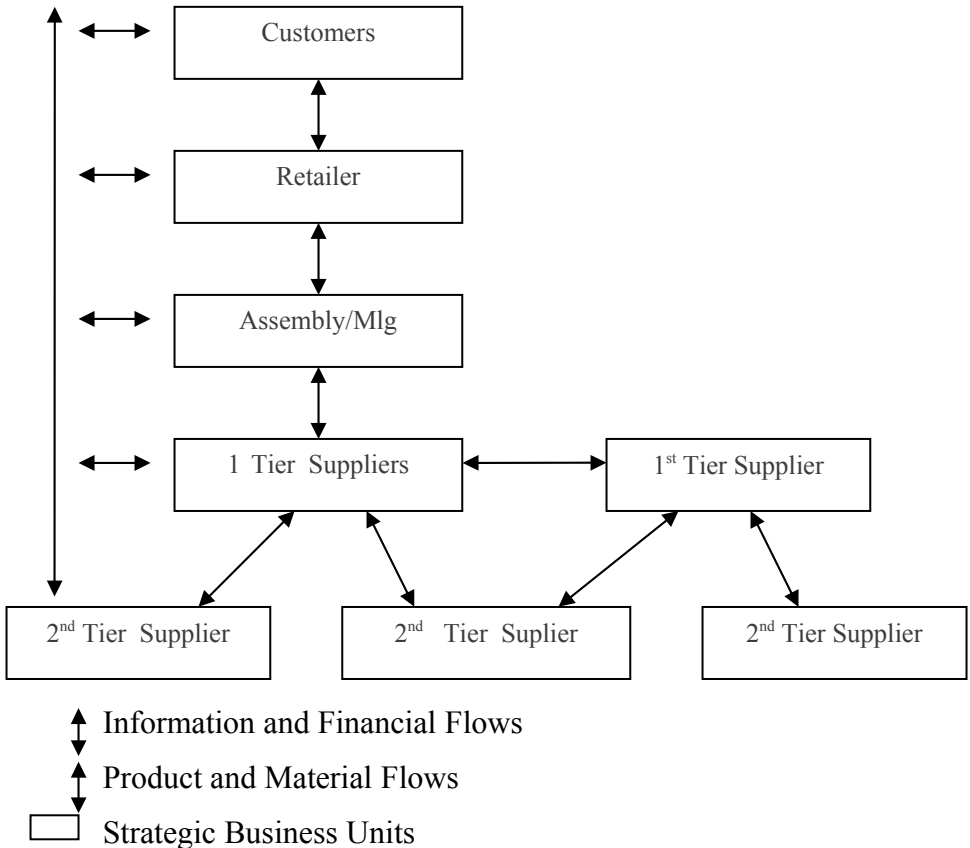 Customers
Retailer
Assembly/Mlg
1 Tier Suppliers
1st Tier Supplier
2nd Tier Supplier
2nd Tier Suplier
2nd Tier Supplier
Information and Financial Flows
Product and Material Flows
Strategic Business Units